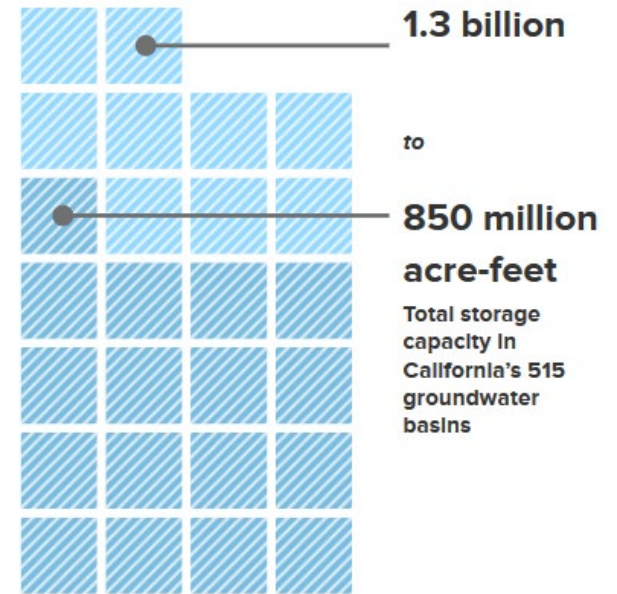 1.3 billion
to
850 million
acre-feet
Total storage
capacity in
California's 515
groundwater
basins